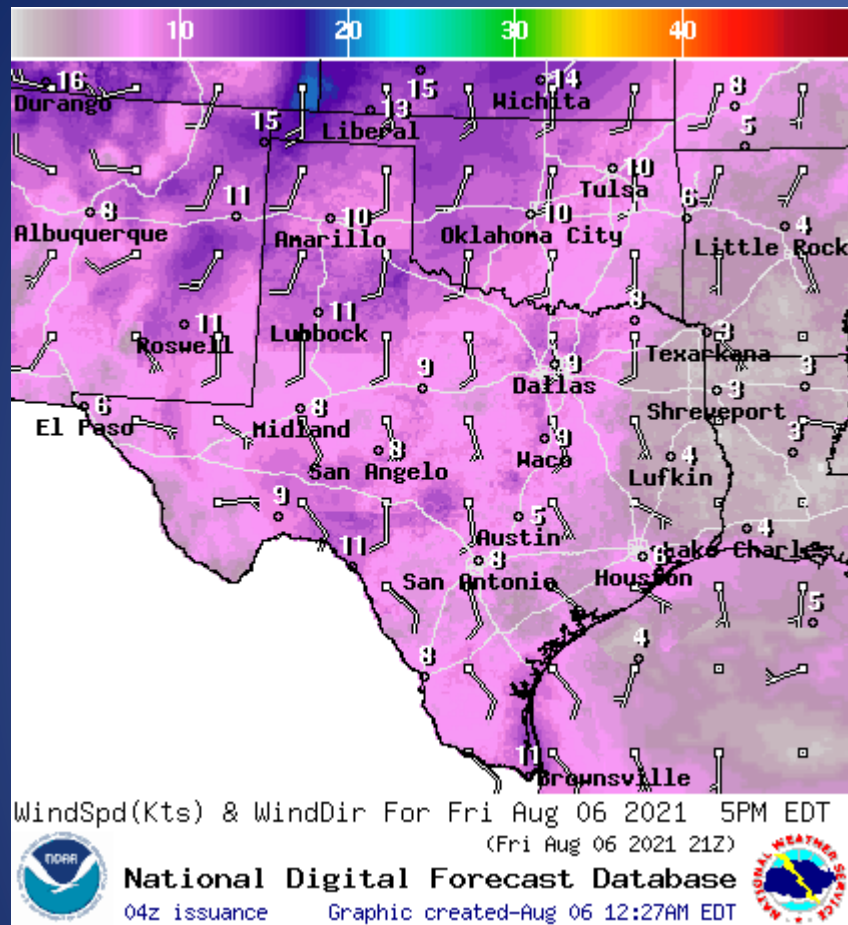 10 20 30 40
16 15 14 8
Durango 13 Wichita
15 Liberal 5
10
Tulsa
8 11 10 10 6 4
Albuquerque Amarillo Oklahoma City Little Rock
11 11 8
Roswell Lubbock 3
Texarkana
9 9 3
Dallas
6 8 Shreveport
El Paso Midland 9 3
8 Waco 4
San Angelo Lufkin
9 5 4
Austin Lake Charles
11 8 6
San Antonio Houston
5
4
8
11
Brownsville
WindSpd(Kts) & WindDir For Fri Aug 06 2021 5PM EDT
(Fri Aug 06 2021 21Z)
NOAA
National Digital Forecast Database
04z issuance Graphic created-Aug 06 12:27AM EDT
NATIONAL WEATHER SERVICE